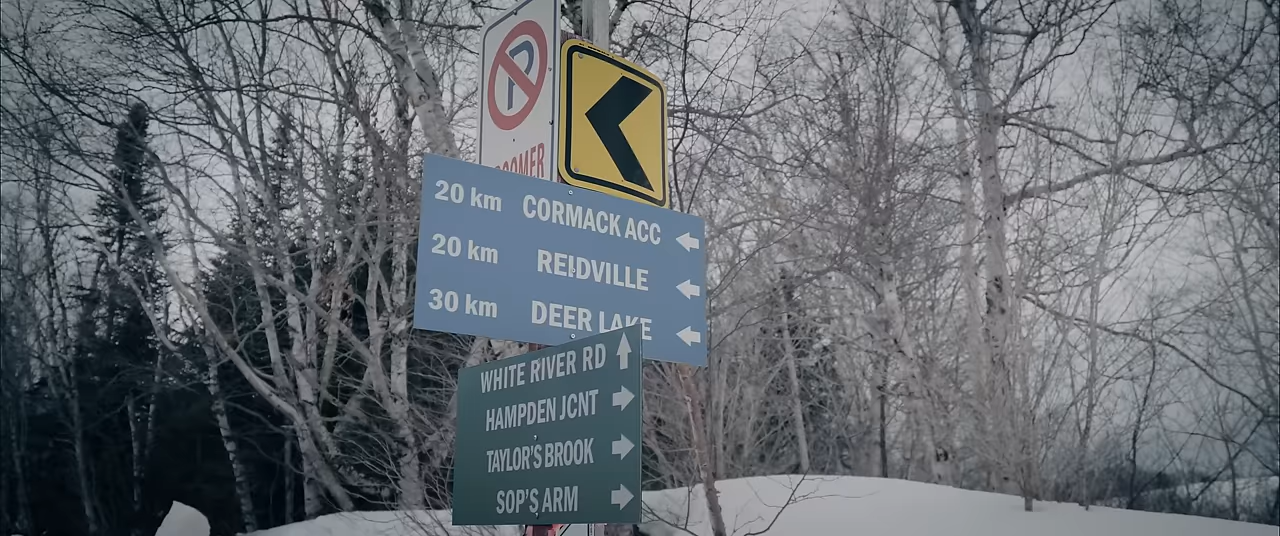 P
20 km CORMACK ACC
20 km REIDVILLE
30 km DEER LAKE
WHITE RIVER RD
HAMPDEN JCNT
TAYLOR'S BROOK
SOP'S ARM